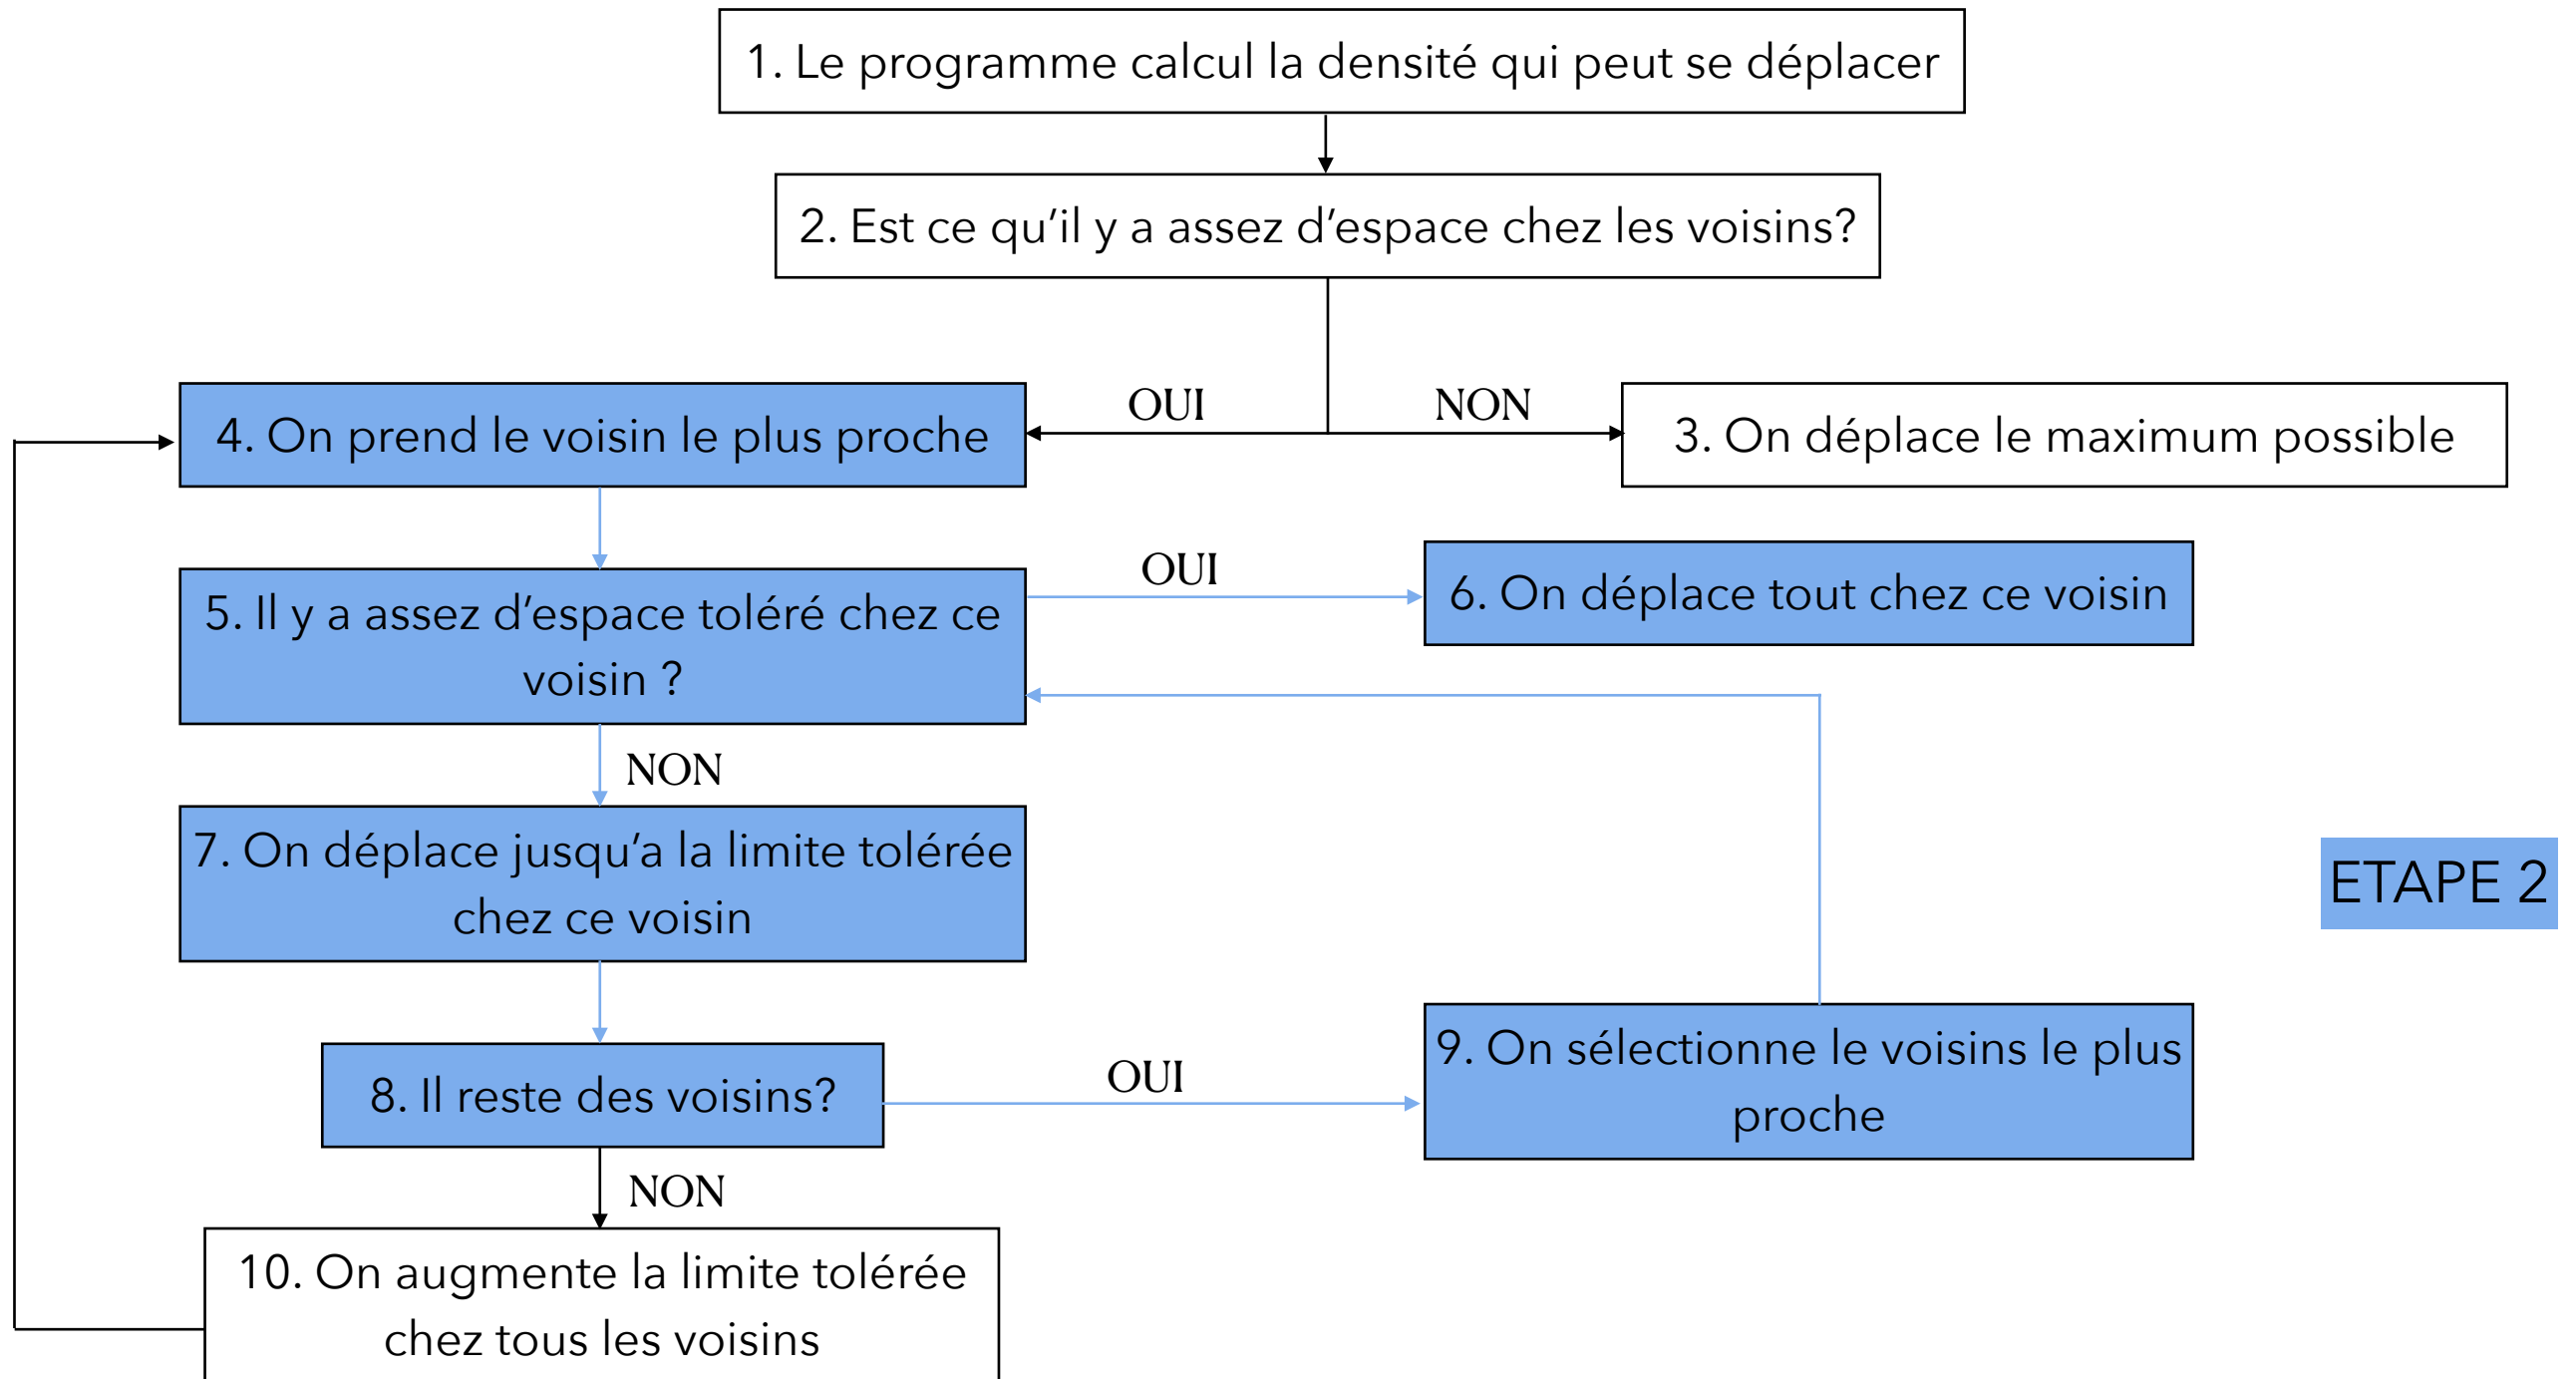 1. Le programme calcul la densité qui peut se déplacer
2. Est ce qu’il y a assez d’espace chez les voisins?
OUI
NON
4. On prend le voisin le plus proche
3. On déplace le maximum possible
5. Il y a assez d’espace toléré chez ce
voisin ?
OUI
6. On déplace tout chez ce voisin
NON
7. On déplace jusqu’a la limite tolérée
chez ce voisin
ETAPE 2
8. Il reste des voisins?
OUI
9. On sélectionne le voisins le plus
proche
NON
10. On augmente la limite tolérée
chez tous les voisins